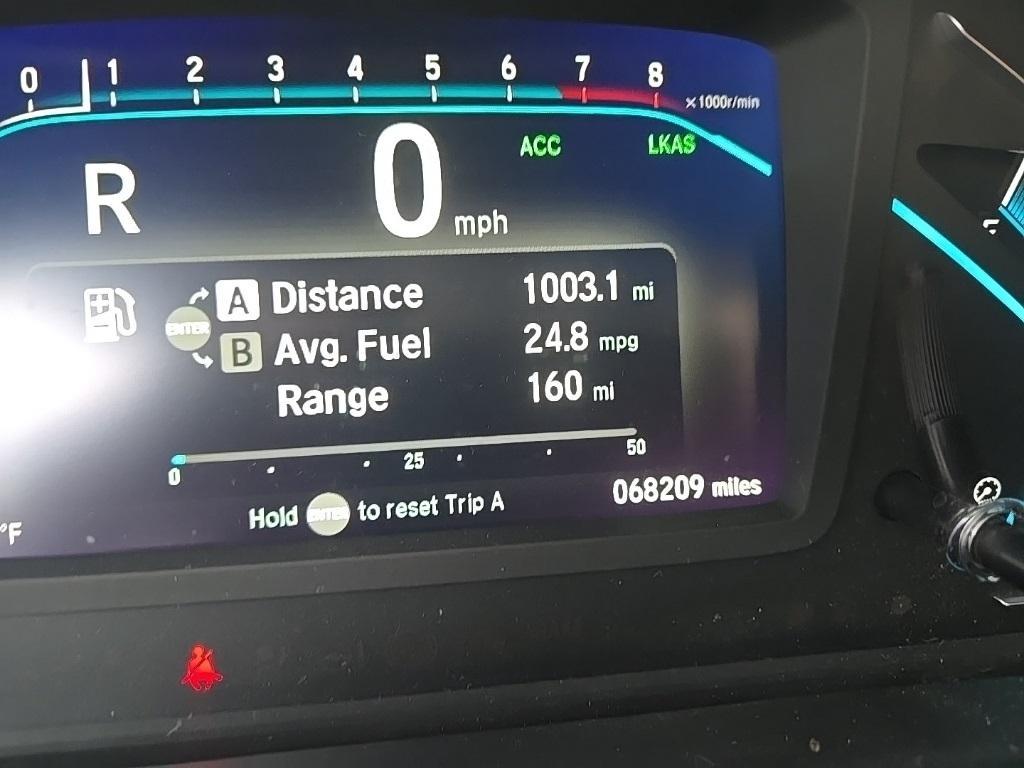 0 1 2 3 4 5 6 7 8
x1000r/min
ACC LKAS
R 0 mph
A Distance 1003.1 mi
ENTER
B Avg. Fuel 24.8 mpg
Range 160 mi
0 25 50
Hold ENTER to reset Trip A
068209 miles
°F